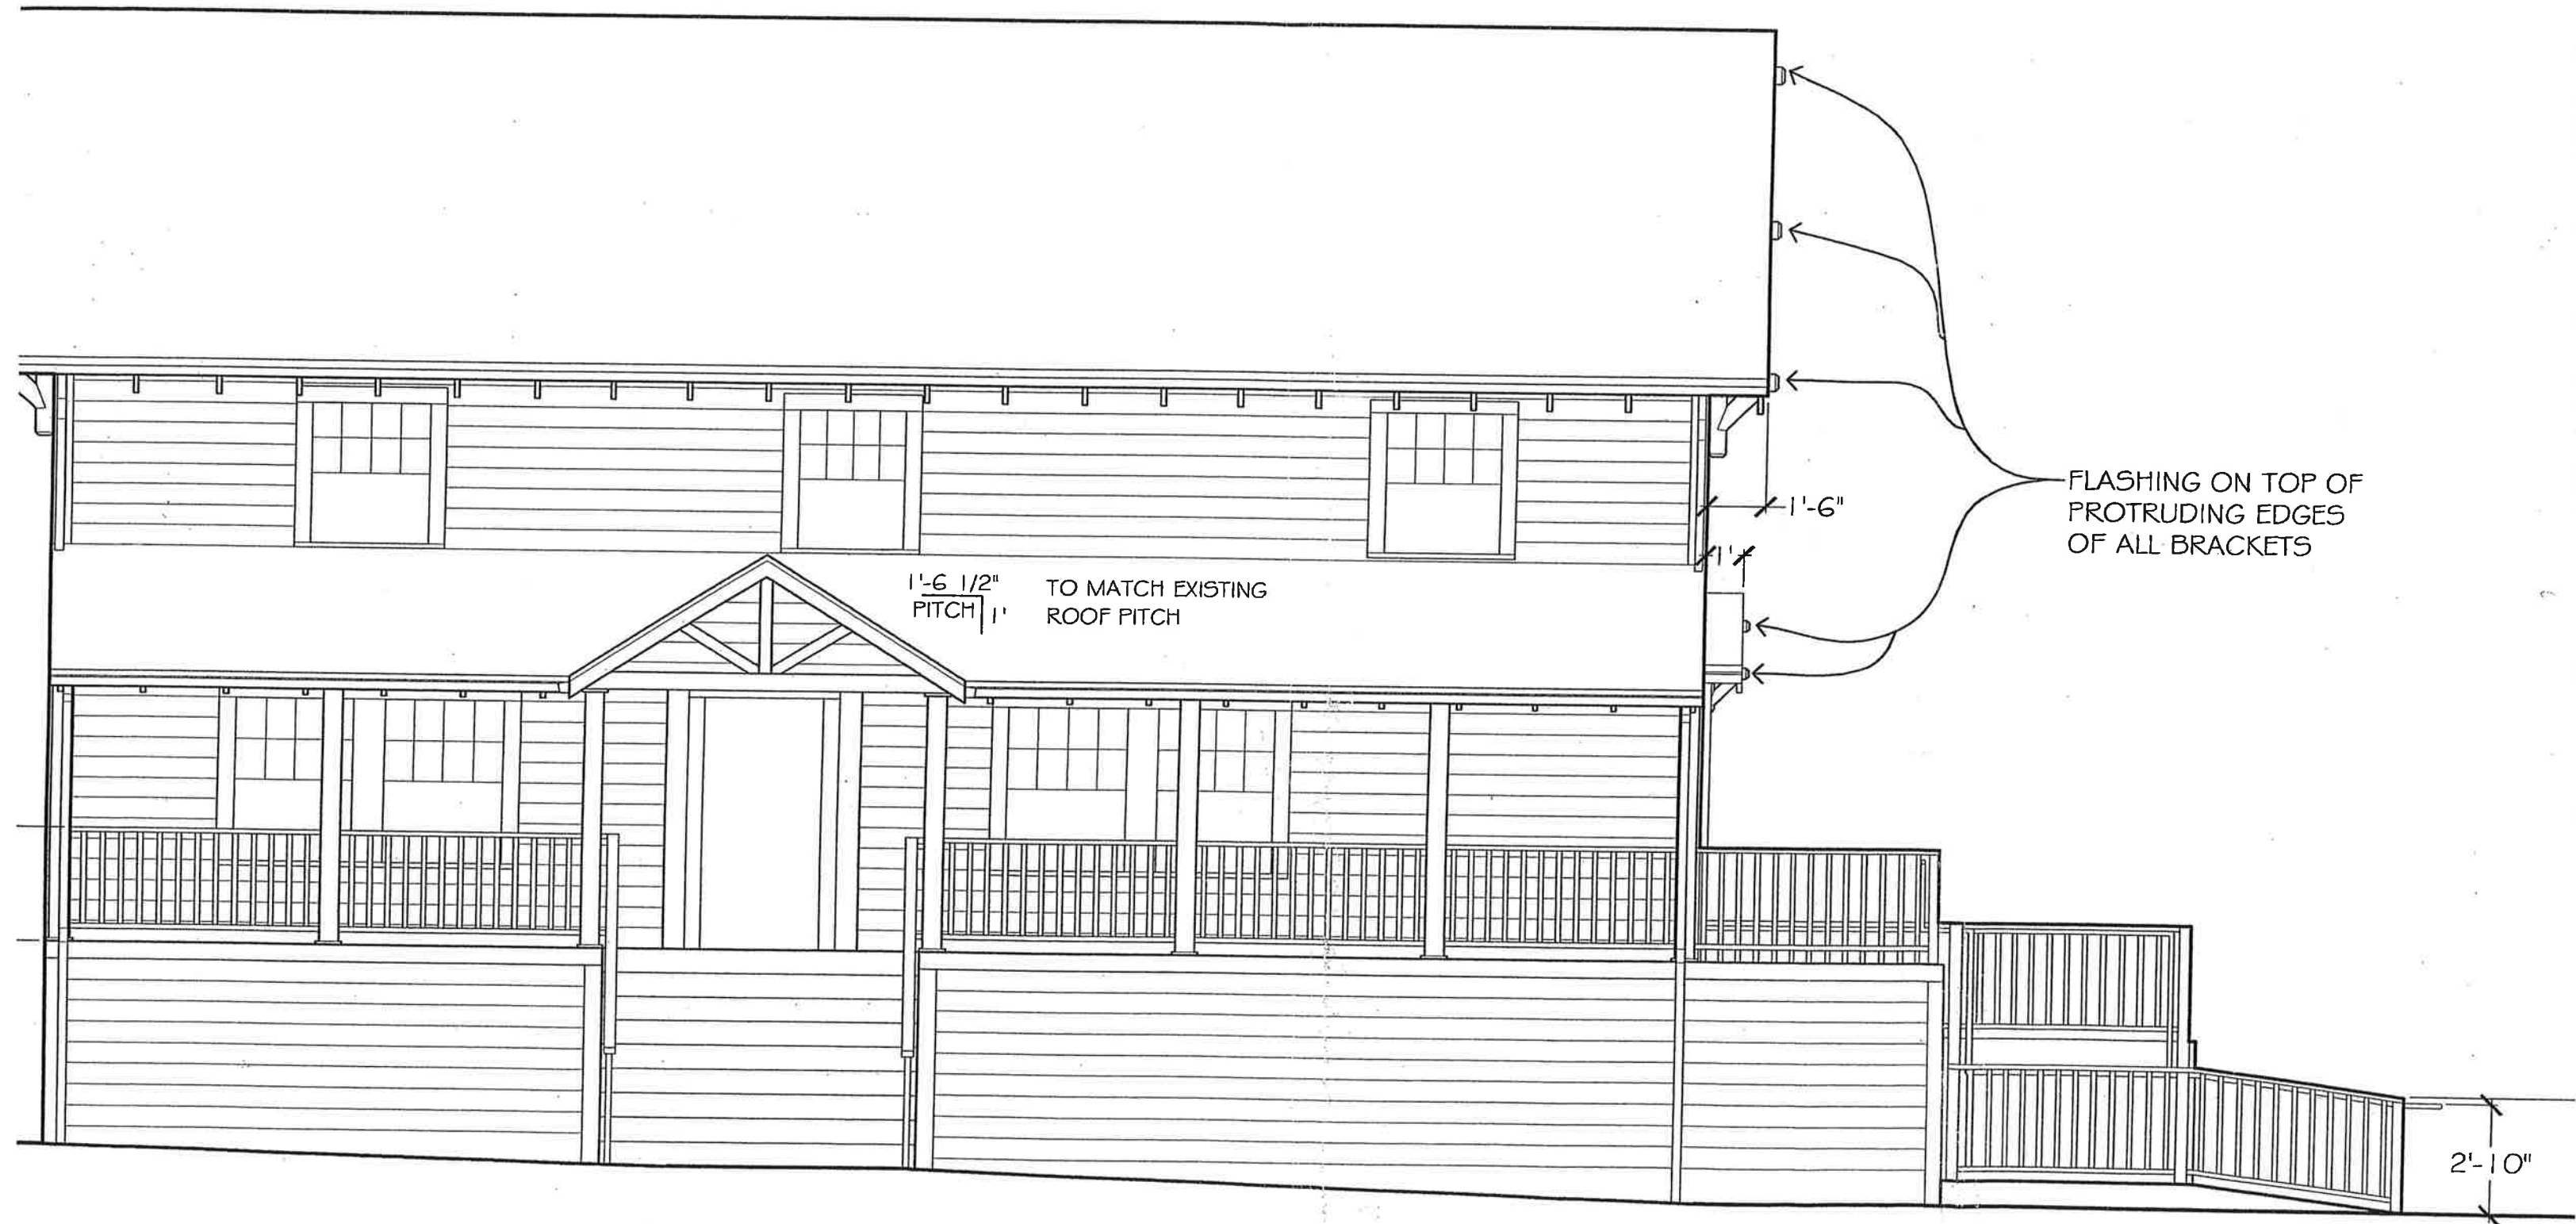 FLASHING ON TOP OF
PROTRUDING EDGES
OF ALL BRACKETS
1'-6"
1'
1'-6 1/2"
PITCH 1'
TO MATCH EXISTING
ROOF PITCH
2'-10"